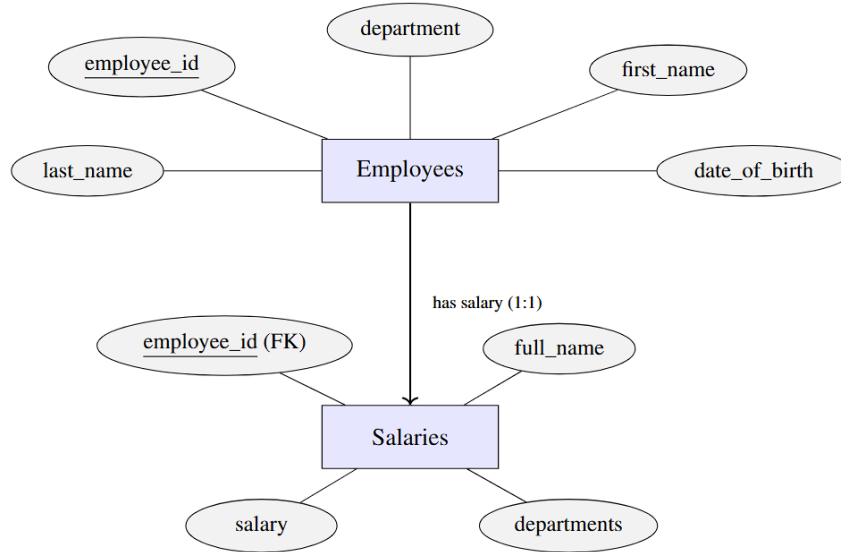 department
employee_id
first_name
last_name
Employees
date_of_birth
has salary (1:1)
employee_id (FK)
full_name
Salaries
salary
departments